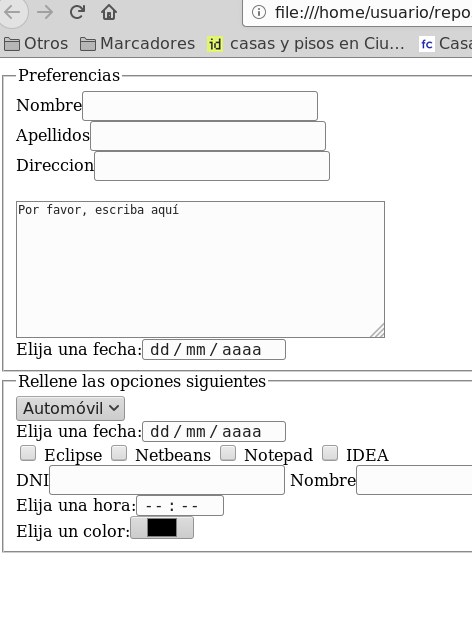 file:///home/usuario/repo
Otros Marcadores id casas y pisos en Ciu... fc Casa
Preferencias
Nombre
Apellidos
Direccion
Por favor, escriba aquí
Elija una fecha: dd/mm/aaaa
Rellene las opciones siguientes
Automóvil
Elija una fecha: dd/mm/aaaa
Eclipse Netbeans Notepad IDEA
DNI Nombre
Elija una hora: --:--
Elija un color: